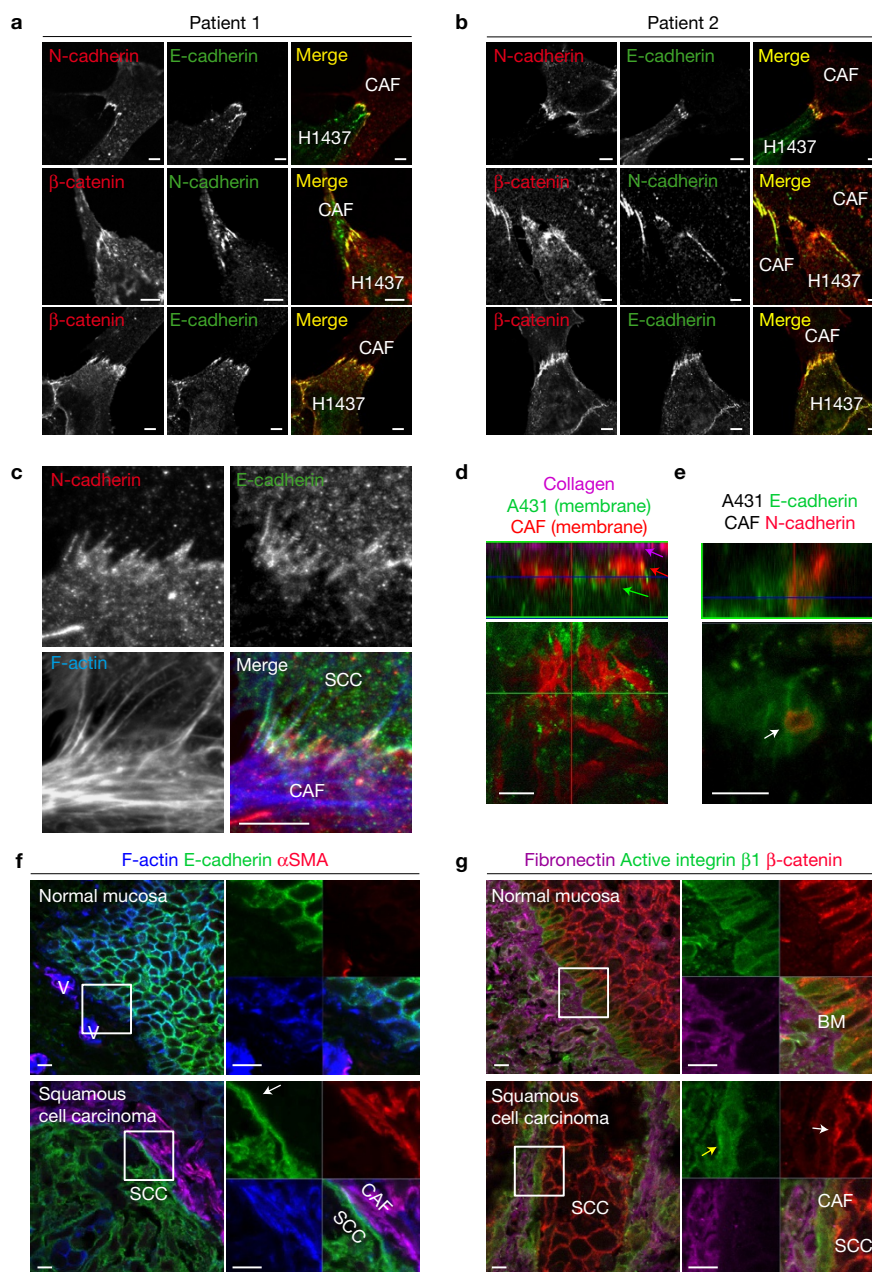 a
Patient 1
N-cadherin E-cadherin Merge
CAF
H1437
β-catenin N-cadherin Merge
CAF
H1437
β-catenin E-cadherin Merge
CAF
H1437
b
Patient 2
N-cadherin E-cadherin Merge
CAF
H1437
β-catenin N-cadherin Merge
CAF
CAF
H1437
β-catenin E-cadherin Merge
CAF
H1437
c
N-cadherin E-cadherin
F-actin Merge
SCC
CAF
d
Collagen
A431 (membrane)
CAF (membrane)
e
A431 E-cadherin
CAF N-cadherin
f
F-actin E-cadherin αSMA
Normal mucosa
V
V
Squamous
cell carcinoma
SCC
CAF
SCC
g
Fibronectin Active integrin β1 β-catenin
Normal mucosa
BM
Squamous
cell carcinoma
SCC
CAF
SCC